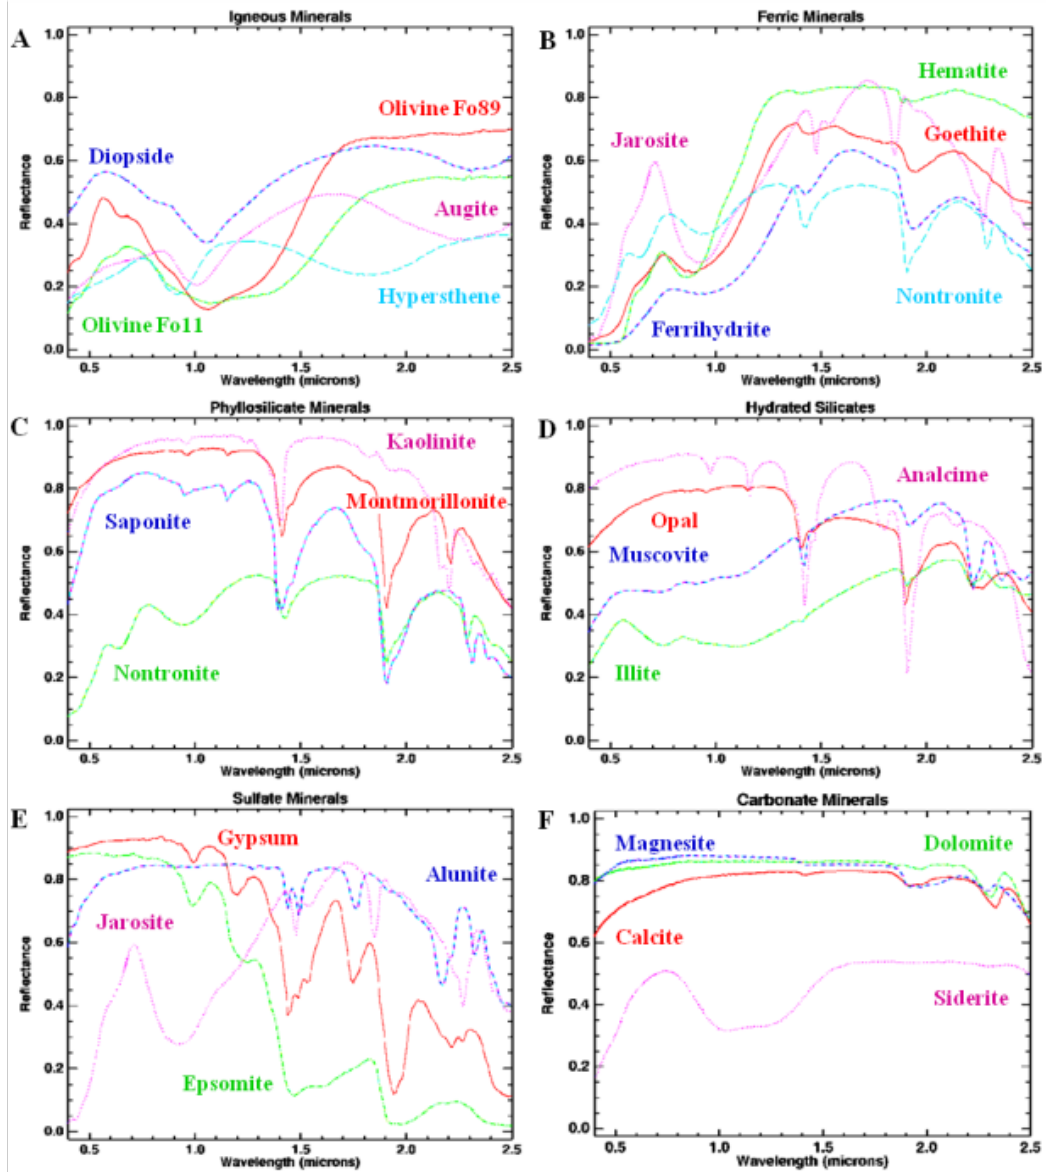 Igneous Minerals
A
1.0
0.8
0.6
0.4
0.2
0.0
Reflectance
Olivine Fo89
Diopside
Augite
Hypersthene
Olivine Fo11
0.5 1.0 1.5 2.0 2.5
Wavelength (microns)
Ferric Minerals
B
1.0
0.8
0.6
0.4
0.2
0.0
Reflectance
Hematite
Goethite
Jarosite
Nontronite
Ferrihydrite
0.5 1.0 1.5 2.0 2.5
Wavelength (microns)
Phyllosilicate Minerals
C
1.0
0.8
0.6
0.4
0.2
0.0
Reflectance
Kaolinite
Montmorillonite
Saponite
Nontronite
0.5 1.0 1.5 2.0 2.5
Wavelength (microns)
Hydrated Silicates
D
1.0
0.8
0.6
0.4
0.2
0.0
Reflectance
Analcime
Opal
Muscovite
Illite
0.5 1.0 1.5 2.0 2.5
Wavelength (microns)
Sulfate Minerals
E
1.0
0.8
0.6
0.4
0.2
0.0
Reflectance
Gypsum
Alunite
Jarosite
Epsomite
0.5 1.0 1.5 2.0 2.5
Wavelength (microns)
Carbonate Minerals
F
1.0
0.8
0.6
0.4
0.2
0.0
Reflectance
Magnesite
Dolomite
Calcite
Siderite
0.5 1.0 1.5 2.0 2.5
Wavelength (microns)